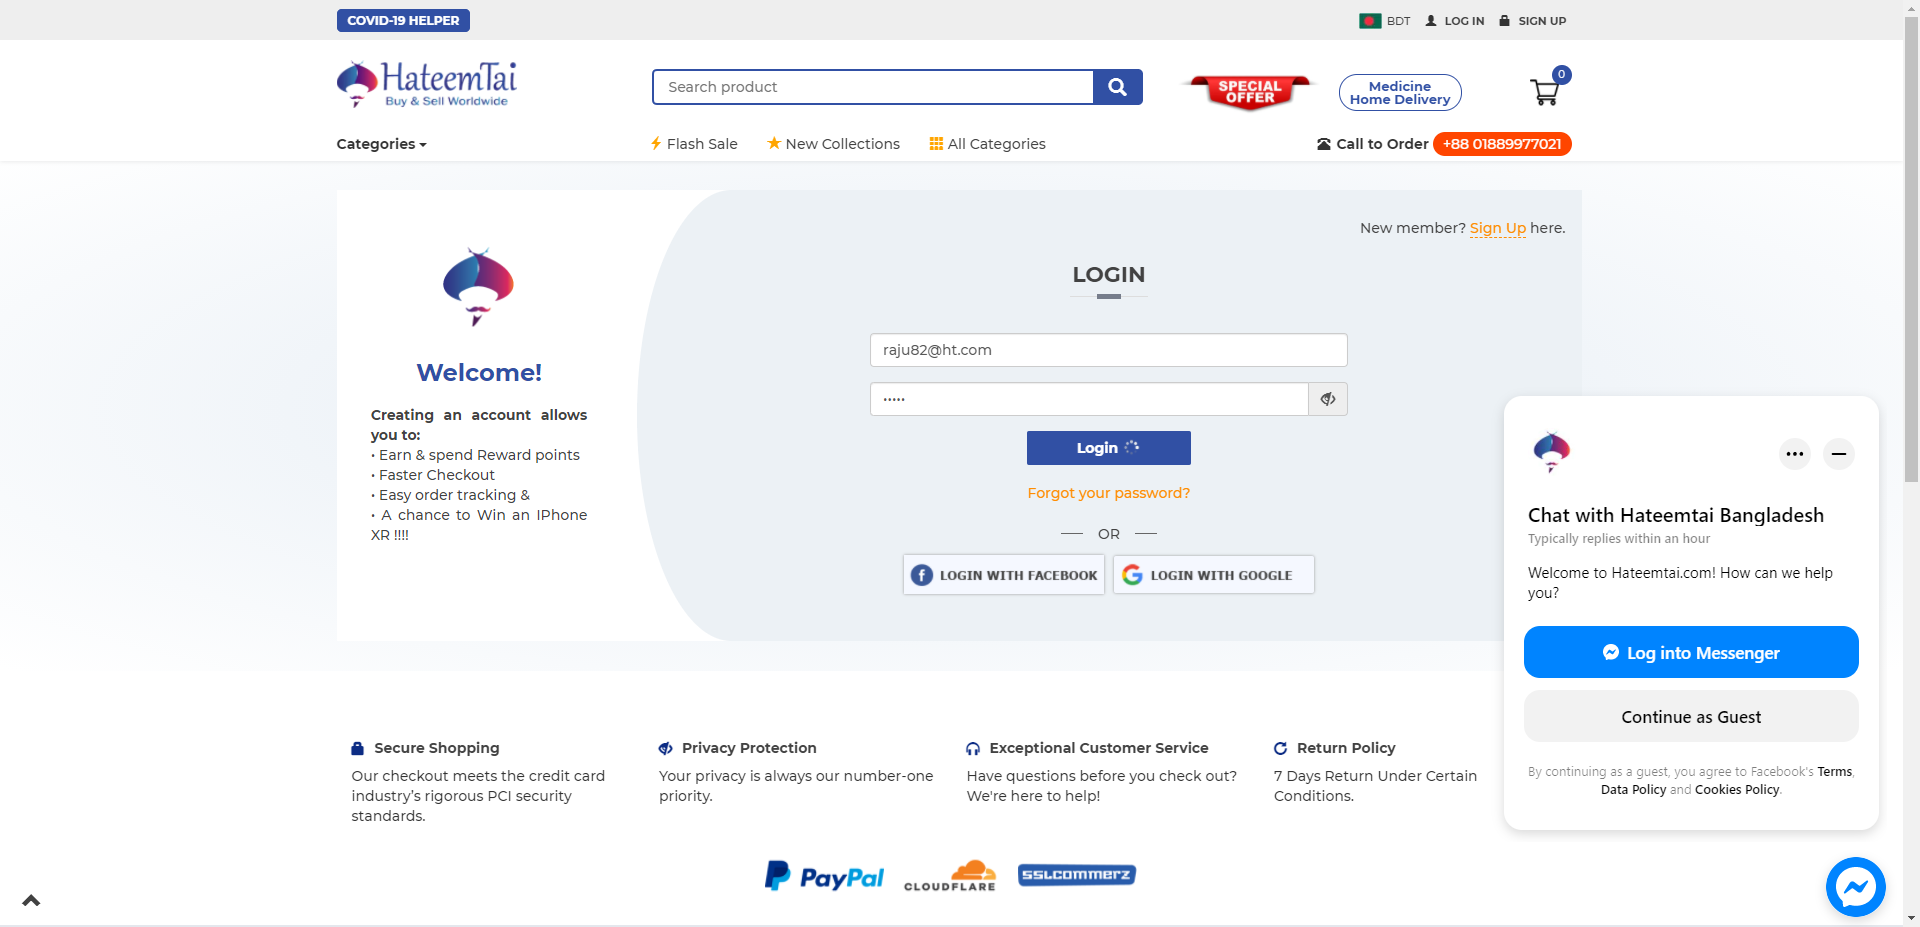 COVID-19 HELPER
BDT
LOG IN
SIGN UP
HateemTai
Buy & Sell Worldwide
Search product
SPECIAL
OFFER
Medicine
Home Delivery
0
Categories
Flash Sale
New Collections
All Categories
Call to Order
+88 01889977021
New member? Sign Up here.
LOGIN
Welcome!
Creating an account allows
you to:
• Earn & spend Reward points
• Faster Checkout
• Easy order tracking &
• A chance to Win an IPhone
XR !!!!
raju82@ht.com
•••••
Login
Forgot your password?
OR
LOGIN WITH FACEBOOK
LOGIN WITH GOOGLE
Chat with Hateemtai Bangladesh
Typically replies within an hour
Welcome to Hateemtai.com! How can we help
you?
Log into Messenger
Continue as Guest
By continuing as a guest, you agree to Facebook's Terms,
Data Policy and Cookies Policy.
Secure Shopping
Our checkout meets the credit card
industry’s rigorous PCI security
standards.
Privacy Protection
Your privacy is always our number-one
priority.
Exceptional Customer Service
Have questions before you check out?
We're here to help!
Return Policy
7 Days Return Under Certain
Conditions.
PayPal
CLOUDFLARE
SSLCOMMERZ